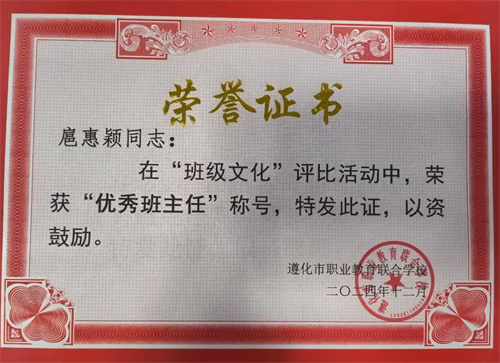 荣誉证书
扈惠颖同志：
在“班级文化”评比活动中，荣
获“优秀班主任”称号，特发此证，以资
鼓励。
遵化市职业教育联合学校
二〇二四年十二月